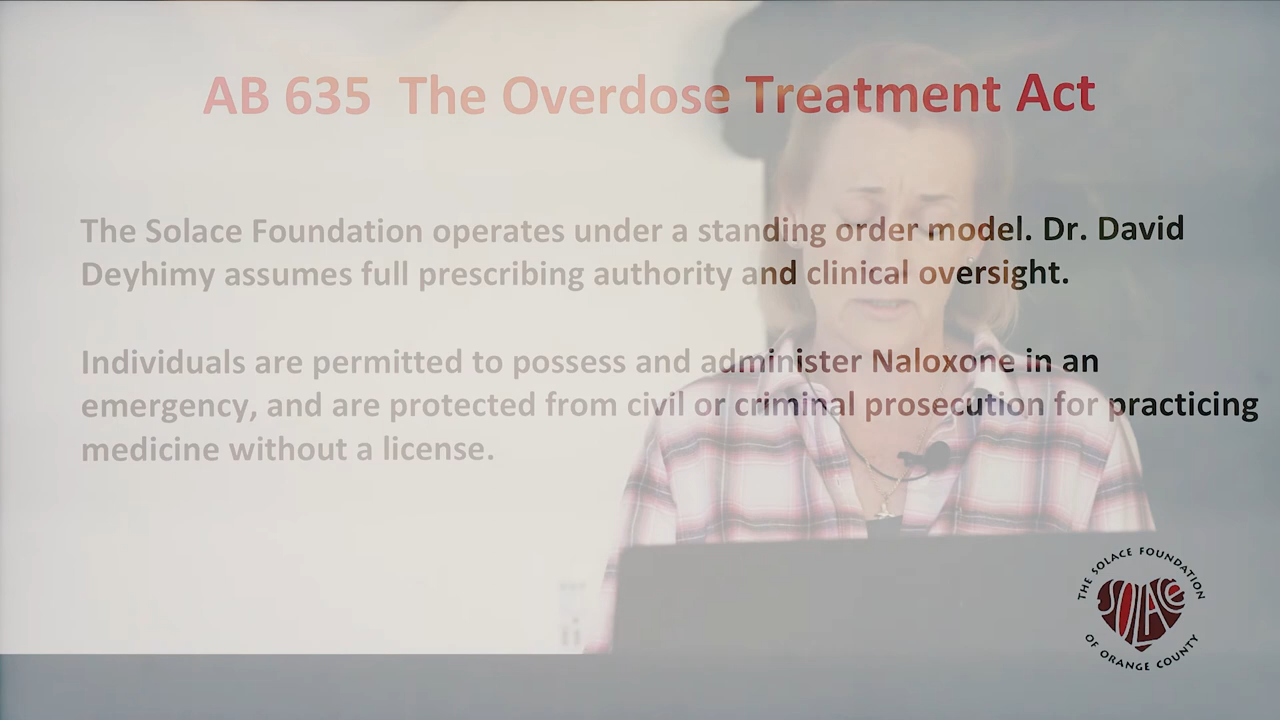 AB 635 The Overdose Treatment Act
The Solace Foundation operates under a standing order model. Dr. David
Deyhimy assumes full prescribing authority and clinical oversight.
Individuals are permitted to possess and administer Naloxone in an
emergency, and are protected from civil or criminal prosecution for practicing
medicine without a license.
THE SOLACE FOUNDATION
SOLACE
OF ORANGE COUNTY